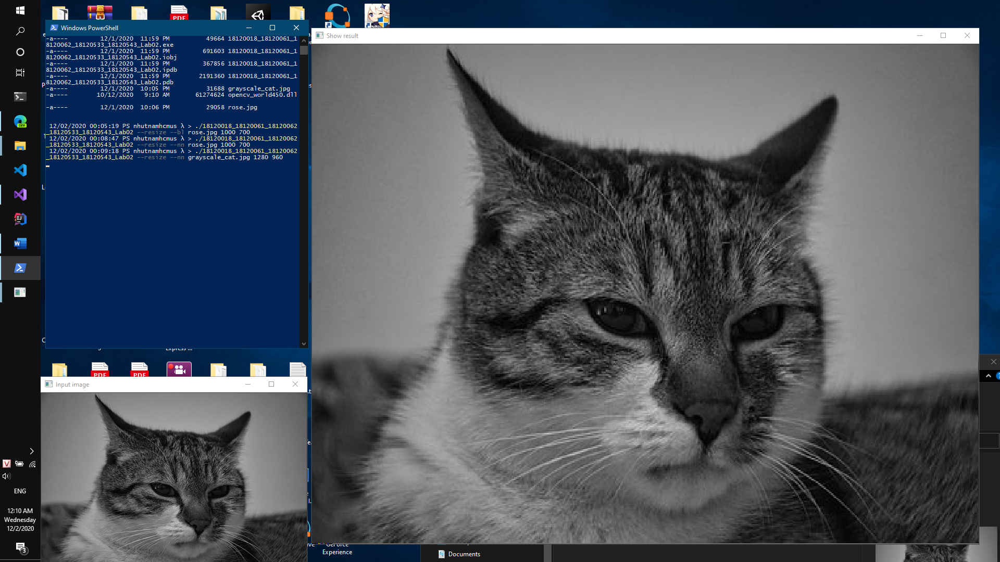 PDF
Windows PowerShell
-a---- 12/1/2020 11:59 PM 49664 18120018_18120061_1
8120062_18120533_18120543_Lab02.exe
-a---- 12/1/2020 11:59 PM 691603 18120018_18120061_1
8120062_18120533_18120543_Lab02.iobj
-a---- 12/1/2020 11:59 PM 367856 18120018_18120061_1
8120062_18120533_18120543_Lab02.ipdb
-a---- 12/1/2020 11:59 PM 2191360 18120018_18120061_1
8120062_18120533_18120543_Lab02.pdb
-a---- 12/1/2020 10:05 PM 31688 grayscale_cat.jpg
-a---- 10/12/2020 9:10 AM 61274624 opencv_world450.dll
-a---- 12/1/2020 10:06 PM 29058 rose.jpg
12/02/2020 00:05:19 PS nhutnamhcmus λ > ./18120018_18120061_18120062
_18120533_18120543_Lab02 --resize --bl rose.jpg 1000 700
12/02/2020 00:08:47 PS nhutnamhcmus λ > ./18120018_18120061_18120062
_18120533_18120543_Lab02 --resize --nn rose.jpg 1000 700
12/02/2020 00:09:18 PS nhutnamhcmus λ > ./18120018_18120061_18120062
_18120533_18120543_Lab02 --resize --nn grayscale_cat.jpg 1280 960
Show result
DEV
IJ
W
Express ...
PDF
PDF
Input image
V
ENG
12:10 AM
Wednesday
12/2/2020
3
GeForce
Experience
Documents